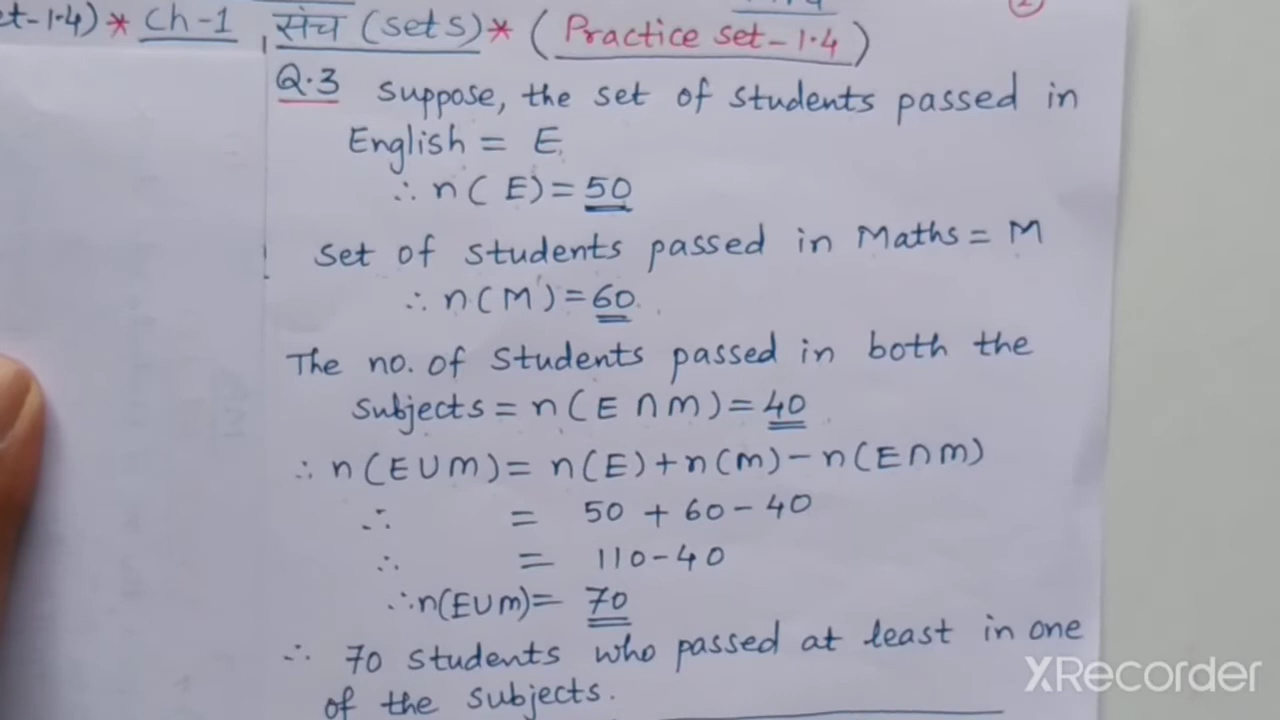 et-1.4) * Ch-1 संच (sets) * (Practice set-1.4)
Q.3 Suppose, the set of students passed in
English = E
∴ n(E) = 50
Set of students passed in Maths = M
∴ n(M) = 60
The no. of students passed in both the
subjects = n(E∩M) = 40
∴ n(E∪M) = n(E)+n(M)-n(E∩M)
∴ = 50 + 60 - 40
∴ = 110-40
∴ n(E∪M) = 70
∴ 70 students who passed at least in one
of the subjects.
XRecorder